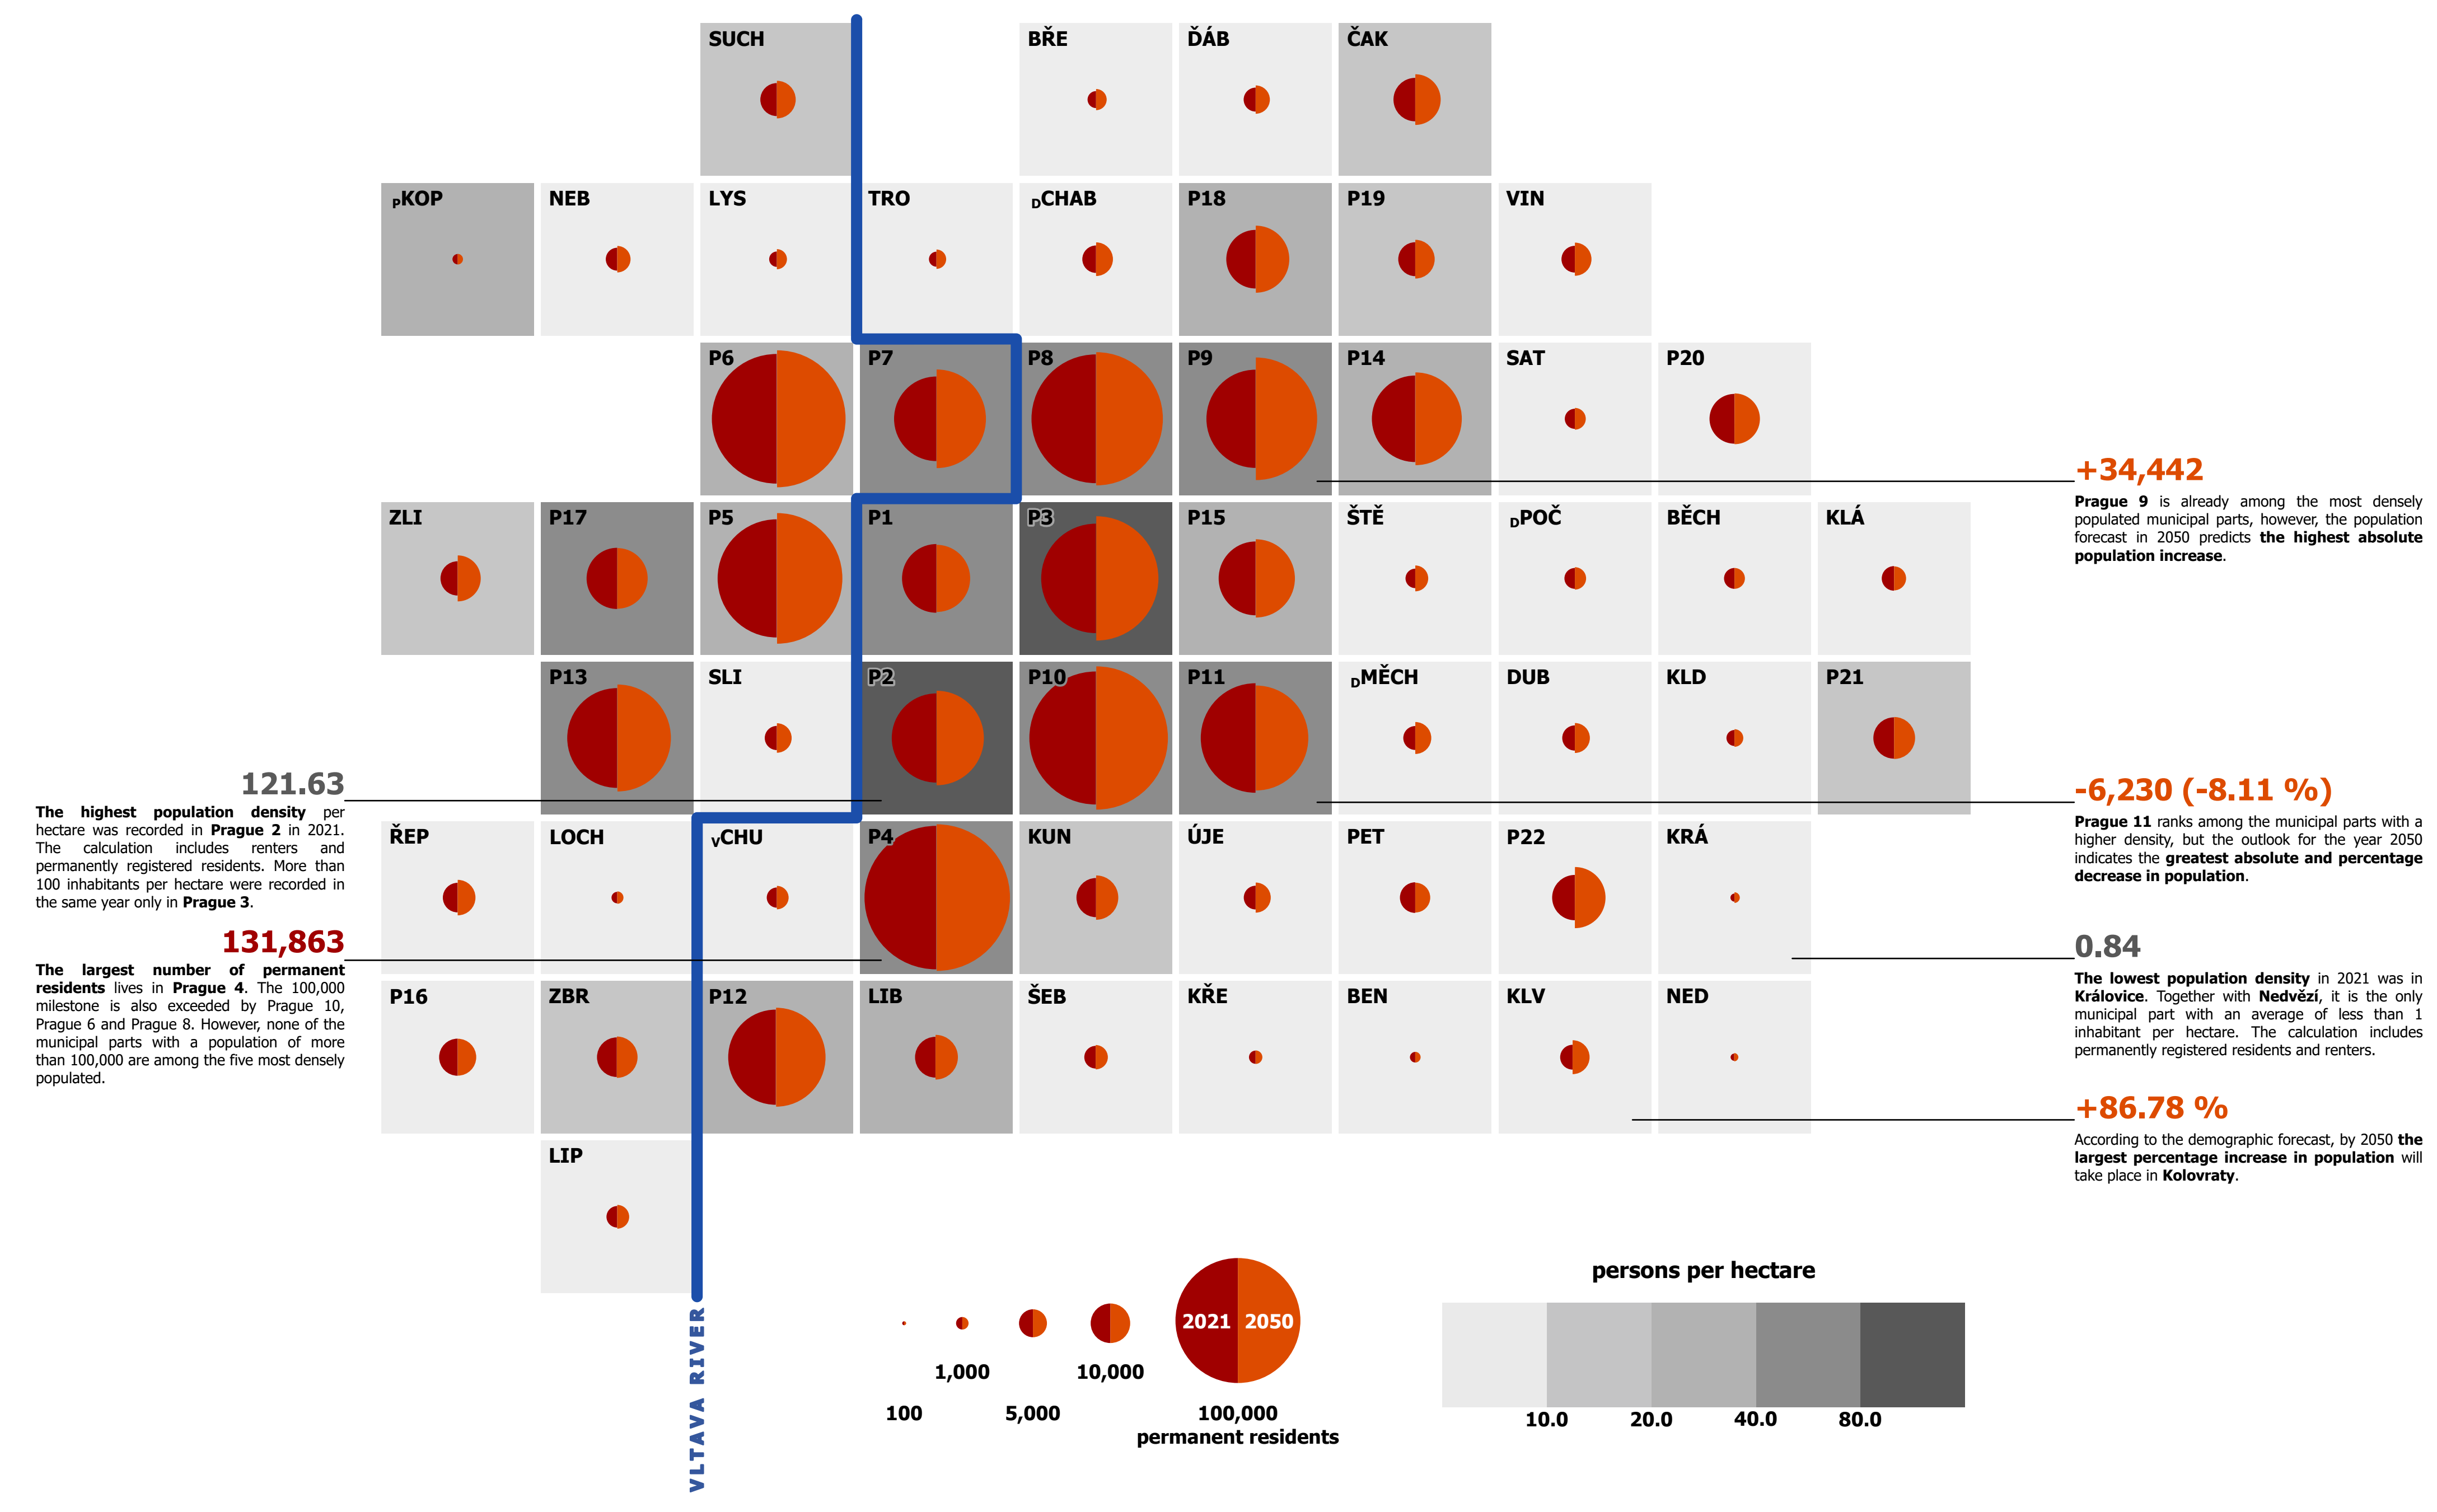 SUCH
BŘE
ĎÁB
ČAK
PKOP
NEB
LYS
TRO
DCHAB
P18
P19
VIN
P6
P7
P8
P9
P14
SAT
P20
+34,442
Prague 9 is already among the most densely
populated municipal parts, however, the population
forecast in 2050 predicts the highest absolute
population increase.
ZLI
P17
P5
P1
P3
P15
ŠTĚ
DPOČ
BĚCH
KLÁ
P13
SLI
P2
P10
P11
DMĚCH
DUB
KLD
P21
121.63
The highest population density per
hectare was recorded in Prague 2 in 2021.
The calculation includes renters and
permanently registered residents. More than
100 inhabitants per hectare were recorded in
the same year only in Prague 3.
-6,230 (-8.11 %)
Prague 11 ranks among the municipal parts with a
higher density, but the outlook for the year 2050
indicates the greatest absolute and percentage
decrease in population.
ŘEP
LOCH
VCHU
P4
KUN
ÚJE
PET
P22
KRÁ
131,863
The largest number of permanent
residents lives in Prague 4. The 100,000
milestone is also exceeded by Prague 10,
Prague 6 and Prague 8. However, none of the
municipal parts with a population of more
than 100,000 are among the five most densely
populated.
0.84
The lowest population density in 2021 was in
Královice. Together with Nedvězí, it is the only
municipal part with an average of less than 1
inhabitant per hectare. The calculation includes
permanently registered residents and renters.
P16
ZBR
P12
LIB
ŠEB
KŘE
BEN
KLV
NED
+86.78 %
According to the demographic forecast, by 2050 the
largest percentage increase in population will
take place in Kolovraty.
LIP
VLTAVA RIVER
2021 2050
1,000
10,000
100
5,000
100,000
permanent residents
persons per hectare
10.0
20.0
40.0
80.0